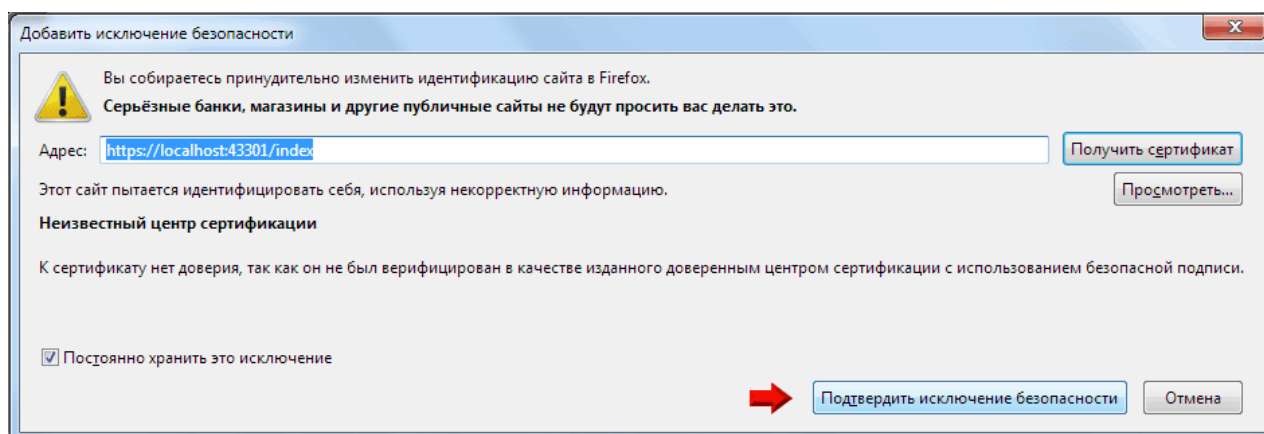 Добавить исключение безопасности
Вы собираетесь принудительно изменить идентификацию сайта в Firefox.
Серьёзные банки, магазины и другие публичные сайты не будут просить вас делать это.
Адрес: https://localhost:43301/index Получить сертификат
Этот сайт пытается идентифицировать себя, используя некорректную информацию. Просмотреть...
Неизвестный центр сертификации
К сертификату нет доверия, так как он не был верифицирован в качестве изданного доверенным центром сертификации с использованием безопасной подписи.
Постоянно хранить это исключение
Подтвердить исключение безопасности Отмена